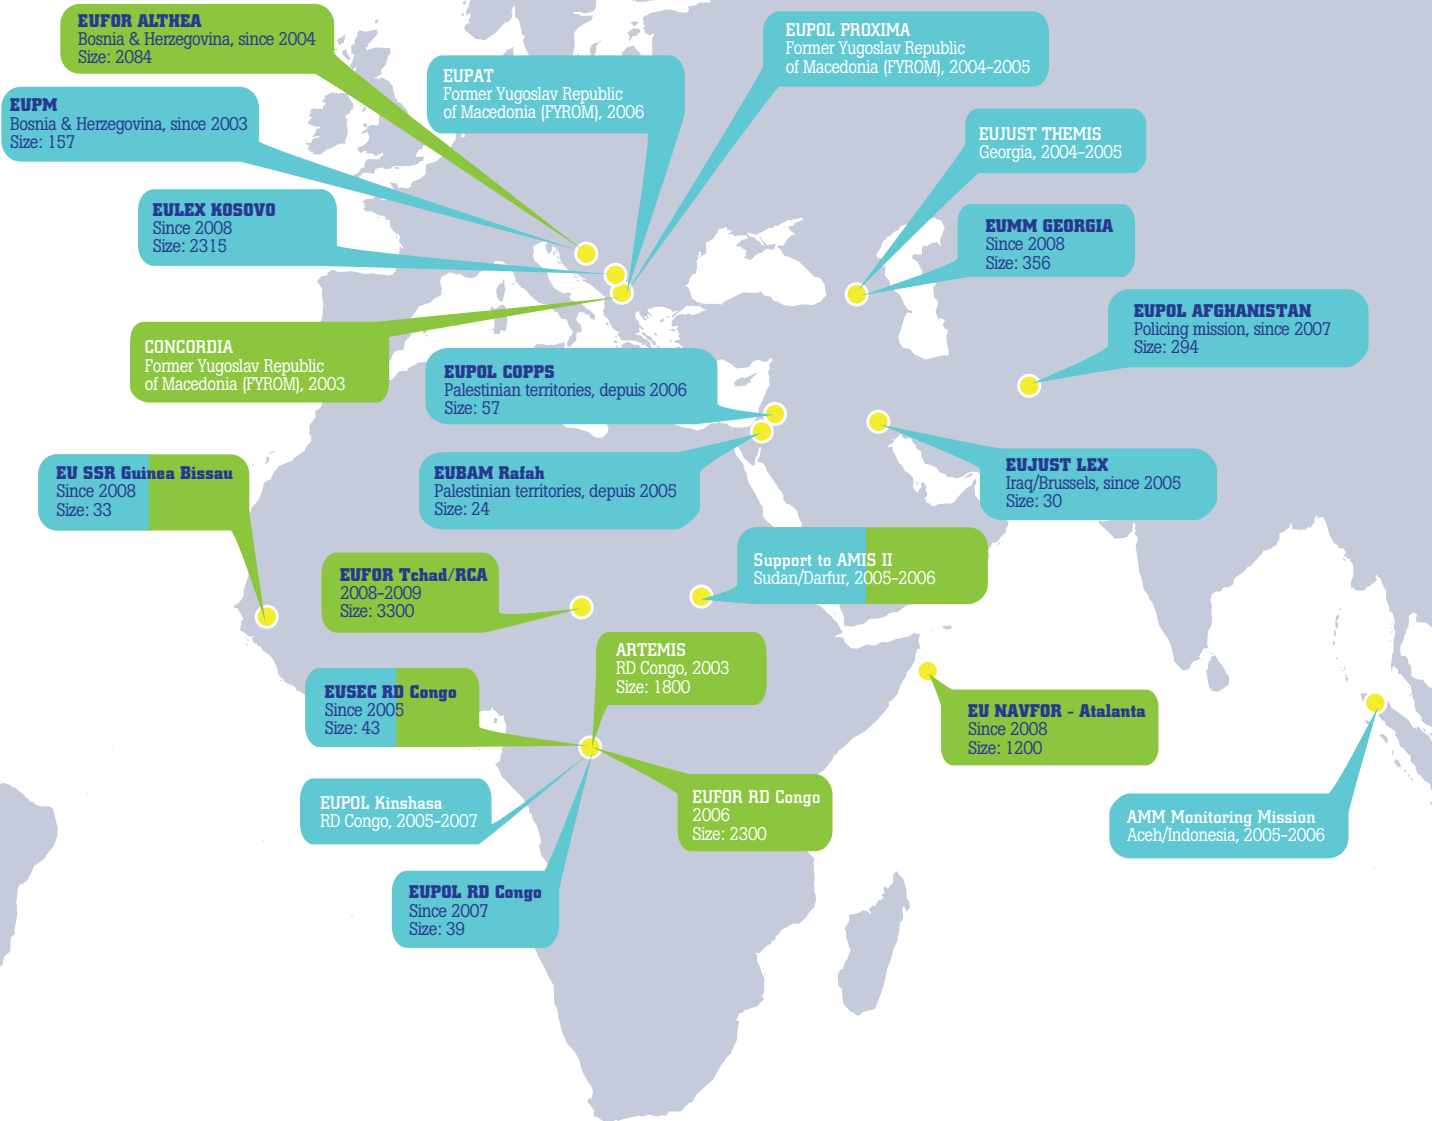 EUFOR ALTHEA
Bosnia & Herzegovina, since 2004
Size: 2084
EUPM
Bosnia & Herzegovina, since 2003
Size: 157
EUPAT
Former Yugoslav Republic
of Macedonia (FYROM), 2006
EUPOL PROXIMA
Former Yugoslav Republic
of Macedonia (FYROM), 2004-2005
EUJUST THEMIS
Georgia, 2004-2005
EULEX KOSOVO
Since 2008
Size: 2315
EUMM GEORGIA
Since 2008
Size: 356
EUPOL AFGHANISTAN
Policing mission, since 2007
Size: 294
CONCORDIA
Former Yugoslav Republic
of Macedonia (FYROM), 2003
EUPOL COPPS
Palestinian territories, depuis 2006
Size: 57
EU SSR Guinea Bissau
Since 2008
Size: 33
EUBAM Rafah
Palestinian territories, depuis 2005
Size: 24
EUJUST LEX
Iraq/Brussels, since 2005
Size: 30
EUFOR Tchad/RCA
2008-2009
Size: 3300
Support to AMIS II
Sudan/Darfur, 2005-2006
ARTEMIS
RD Congo, 2003
Size: 1800
EUSEC RD Congo
Since 2005
Size: 43
EU NAVFOR - Atalanta
Since 2008
Size: 1200
EUPOL Kinshasa
RD Congo, 2005-2007
EUFOR RD Congo
2006
Size: 2300
AMM Monitoring Mission
Aceh/Indonesia, 2005-2006
EUPOL RD Congo
Since 2007
Size: 39